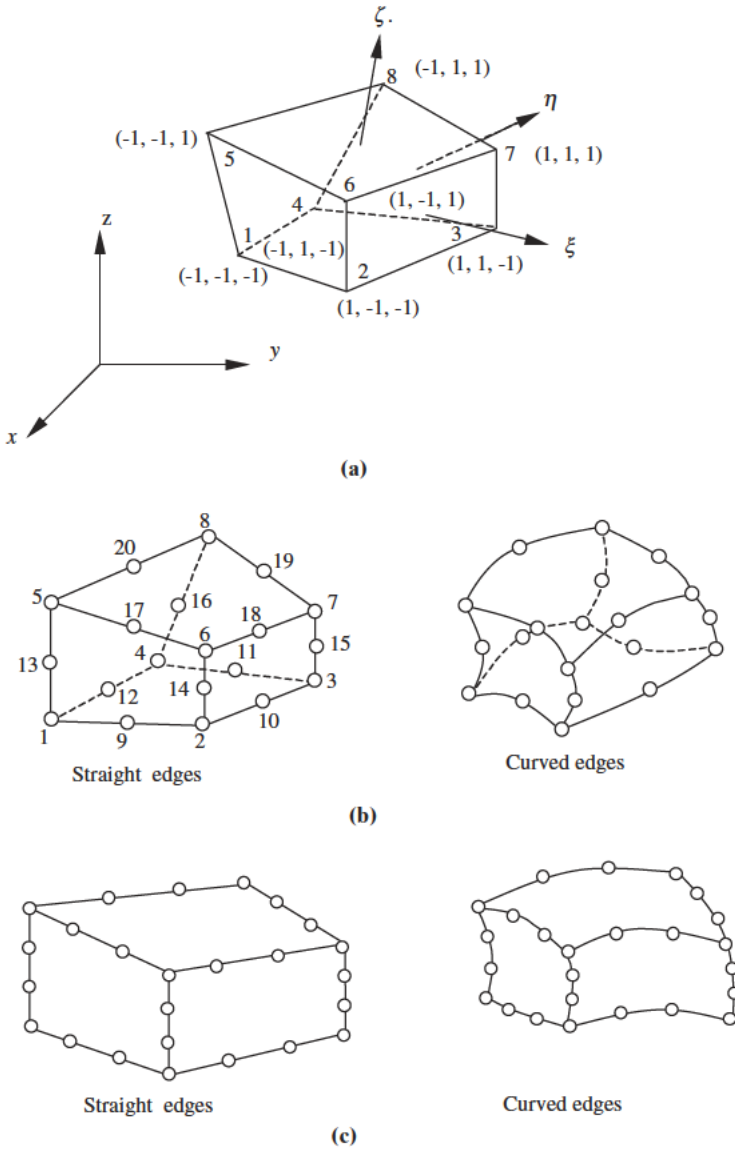 ζ.
8 (-1, 1, 1)
η
(-1, -1, 1)
5
7 (1, 1, 1)
6
4 (1, -1, 1)
z
1
(-1, 1, -1)
3
ξ
(-1, -1, -1)
2
(1, 1, -1)
(1, -1, -1)
y
x
(a)
8
20
19
5
16
7
17
18
6
4
11
15
13
14
3
12
10
1
9
2
Straight edges
Curved edges
(b)
Straight edges
Curved edges
(c)